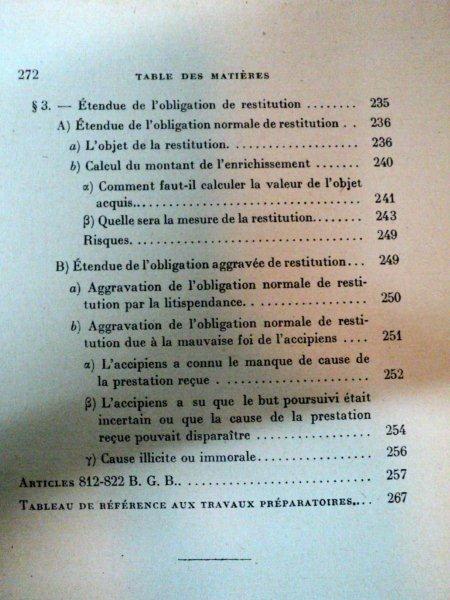 272 TABLE DES MATIÈRES
§ 3. — Étendue de l'obligation de restitution ........ 235
A) Étendue de l'obligation normale de restitution . . 236
a) L'objet de la restitution. .............. 236
b) Calcul du montant de l'enrichissement ....... 240
α) Comment faut-il calculer la valeur de l'objet
acquis... ........................ 241
β) Quelle sera la mesure de la restitution....... 243
Risques. ........................ 249
B) Étendue de l'obligation aggravée de restitution... 249
a) Aggravation de l'obligation normale de resti-
tution par la litispendance. ............. 250
b) Aggravation de l'obligation normale de resti-
tution due à la mauvaise foi de l'accipiens .... 251
α) L'accipiens a connu le manque de cause de
la prestation reçue .................. 252
β) L'accipiens a su que le but poursuivi était
incertain ou que la cause de la prestation
reçue pouvait disparaître .............. 254
γ) Cause illicite ou immorale.............. 256
ARTICLES 812-822 B. G. B.. .................... 257
TABLEAU DE RÉFÉRENCE AUX TRAVAUX PRÉPARATOIRES..... 267